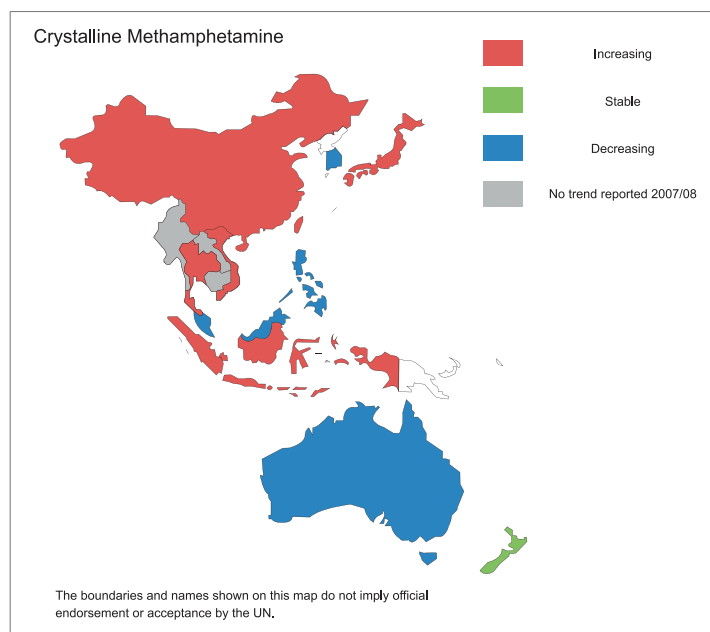 Crystalline Methamphetamine
Increasing
Stable
Decreasing
No trend reported 2007/08
The boundaries and names shown on this map do not imply official
endorsement or acceptance by the UN.